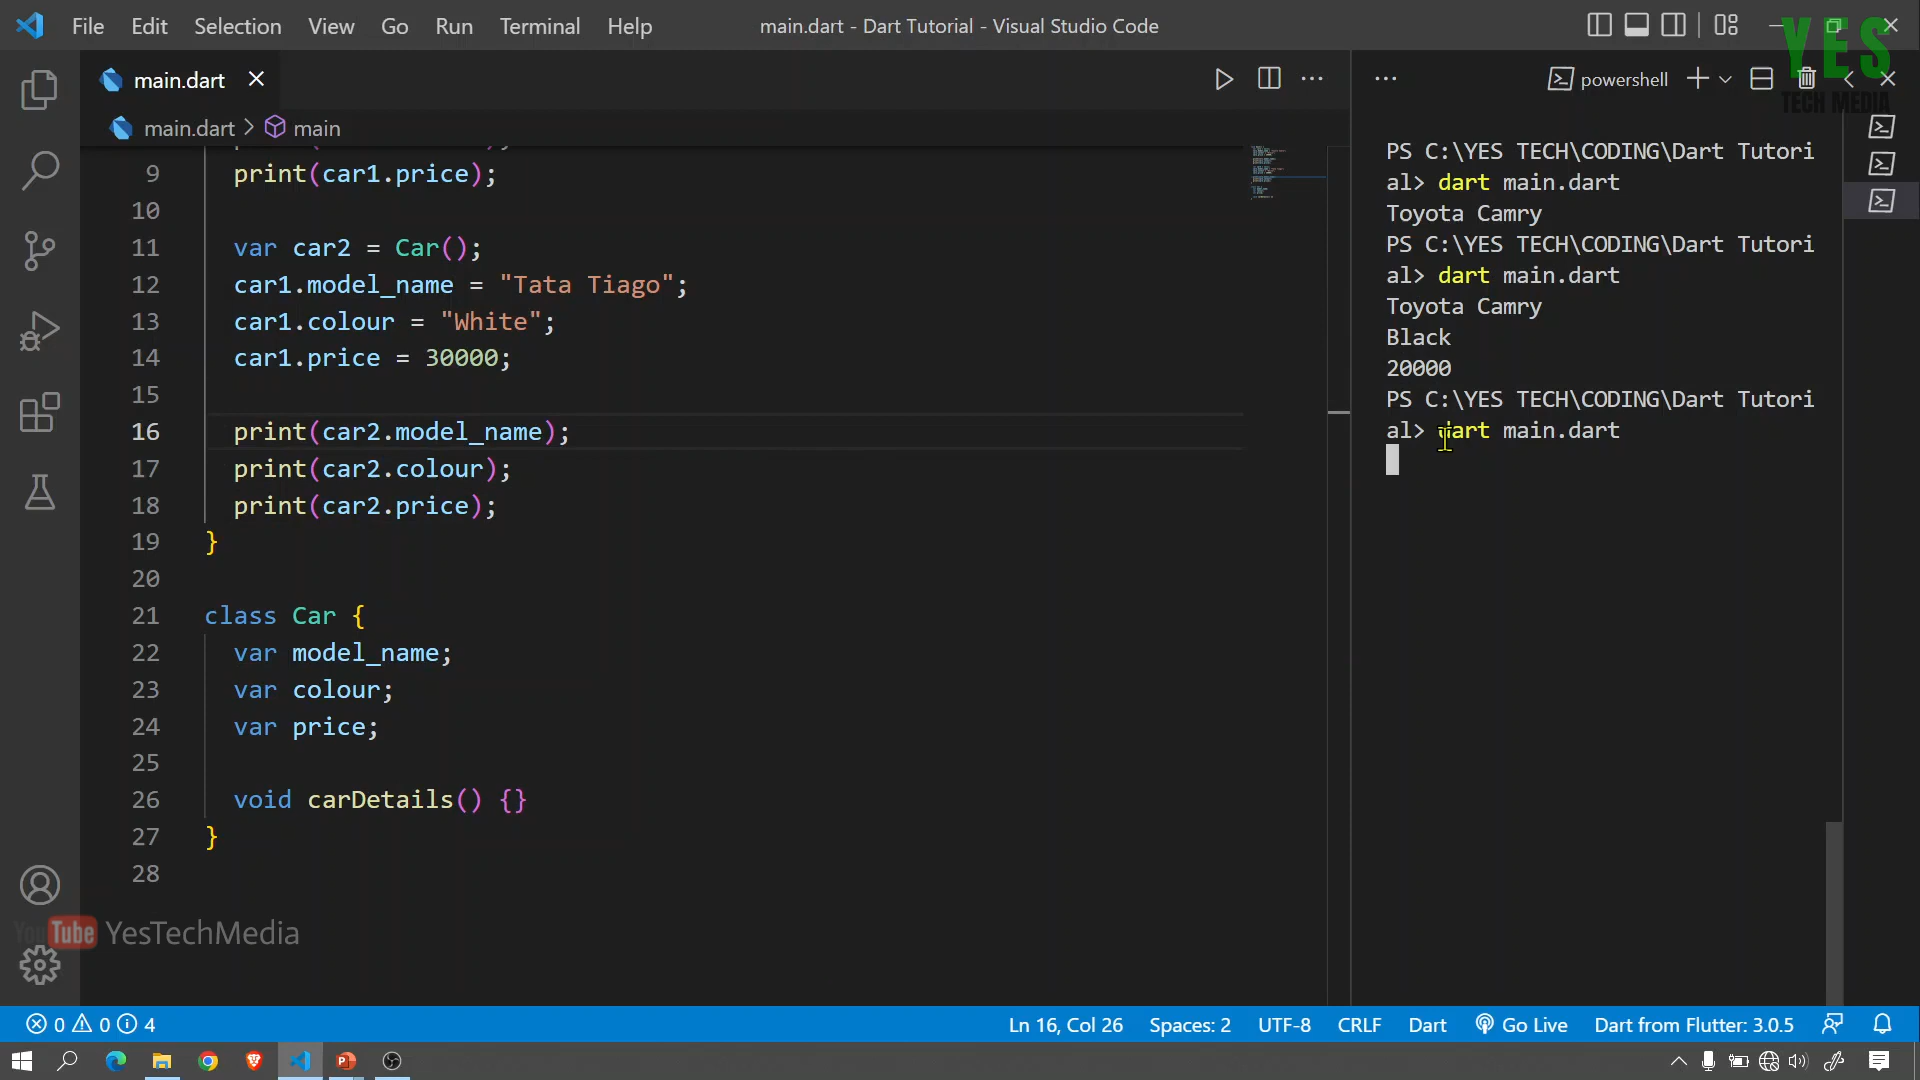 File Edit Selection View Go Run Terminal Help
main.dart - Dart Tutorial - Visual Studio Code
YES
TECH MEDIA
main.dart
powershell
main.dart > main
9 print(car1.price);
10
11 var car2 = Car();
12 car1.model_name = "Tata Tiago";
13 car1.colour = "White";
14 car1.price = 30000;
15
16 print(car2.model_name);
17 print(car2.colour);
18 print(car2.price);
19 }
20
21 class Car {
22 var model_name;
23 var colour;
24 var price;
25
26 void carDetails() {}
27 }
28
PS C:\YES TECH\CODING\Dart Tutori
al> dart main.dart
Toyota Camry
PS C:\YES TECH\CODING\Dart Tutori
al> dart main.dart
Toyota Camry
Black
20000
PS C:\YES TECH\CODING\Dart Tutori
al> dart main.dart
YouTube YesTechMedia
0 0 4
Ln 16, Col 26 Spaces: 2 UTF-8 CRLF Dart Go Live Dart from Flutter: 3.0.5